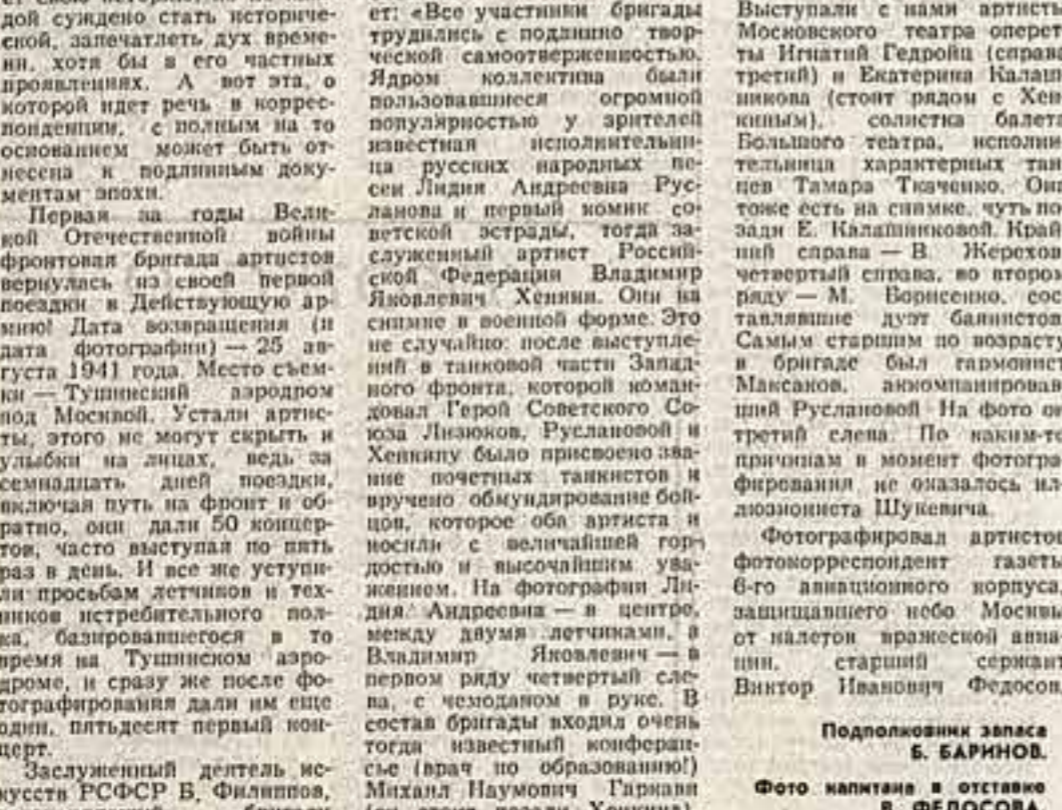 дой суждено стать историче-
ской, запечатлеть дух време-
ни, хотя бы в его частных
проявлениях. А вот эта, о
которой идет речь в коррес-
понденции, с полным на то
основанием может быть от-
несена к подлинным доку-
ментам эпохи.
Первая за годы Вели-
кой Отечественной войны
фронтовая бригада артистов
вернулась из своей первой
поездки в Действующую ар-
мию! Дата возвращения (и
дата фотографии) — 25 ав-
густа 1941 года. Место съем-
ки — Тушинский аэродром
под Москвой. Устали артис-
ты, этого не могут скрыть и
улыбки на лицах, ведь за
семнадцать дней поездки,
включая путь на фронт и об-
ратно, они дали 50 концер-
тов, часто выступая по пять
раз в день. И все же уступи-
ли просьбам летчиков и тех-
ников истребительного пол-
ка, базировавшегося в то
время на Тушинском аэро-
дроме, и сразу же после фо-
тографирования дали им еще
один, пятьдесят первый кон-
церт.
Заслуженный деятель ис-
кусств РСФСР Б. Филиппов,
ет: «Все участники бригады
трудились с подлинно твор-
ческой самоотверженностью.
Ядром коллектива были
пользовавшиеся огромной
популярностью у зрителей
известная исполнительни-
ца русских народных пе-
сен Лидия Андреевна Рус-
ланова и первый комик со-
ветской эстрады, тогда за-
служенный артист Россий-
ской Федерации Владимир
Яковлевич Хенкин. Они на
снимке в военной форме. Это
не случайно: после выступле-
ний в танковой части Запад-
ного фронта, которой коман-
довал Герой Советского Со-
юза Лизюков, Руслановой и
Хенкину было присвоено зва-
ние почетных танкистов и
вручено обмундирование бой-
цов, которое оба артиста и
носили с величайшей гор-
достью и высочайшим ува-
жением. На фотографии Ли-
дия Андреевна — в центре,
между двумя летчиками, а
Владимир Яковлевич — в
первом ряду четвертый сле-
ва, с чемоданом в руке. В
состав бригады входил очень
тогда известный конферан-
сье (врач по образованию!)
Михаил Наумович Гаркави
Выступали с нами артисты
Московского театра оперет-
ты Игнатий Гедройц (справа
третий) и Екатерина Калаш
никова (стоит рядом с Хен
киным), солистка балета
Большого театра, исполни
тельница характерных тан
цев Тамара Ткаченко. Она
тоже есть на снимке, чуть по
зади Е. Калашниковой. Край
ний справа — В. Жерехов
четвертый справа, во втором
ряду — М. Борисенко, сос
тавлявшие дуэт баянистов
Самым старшим по возрасту
в бригаде был гармонист
Максаков, аккомпанировав
ший Руслановой На фото он
третий слева. По каким-т
причинам в момент фотогра
фирования не оказалось ил
люзиониста Шукевича
Фотографировал артистов
фотокорреспондент газеты
6-го авиационного корпуса
защищавшего небо Москвы
от налетов вражеской авиа
ции, старший сержант
Виктор Иванович Федосов
Подполковник запаса
Б. БАРИНОВ.
Фото капитана в отставке
В. ФЕДОСОВА.